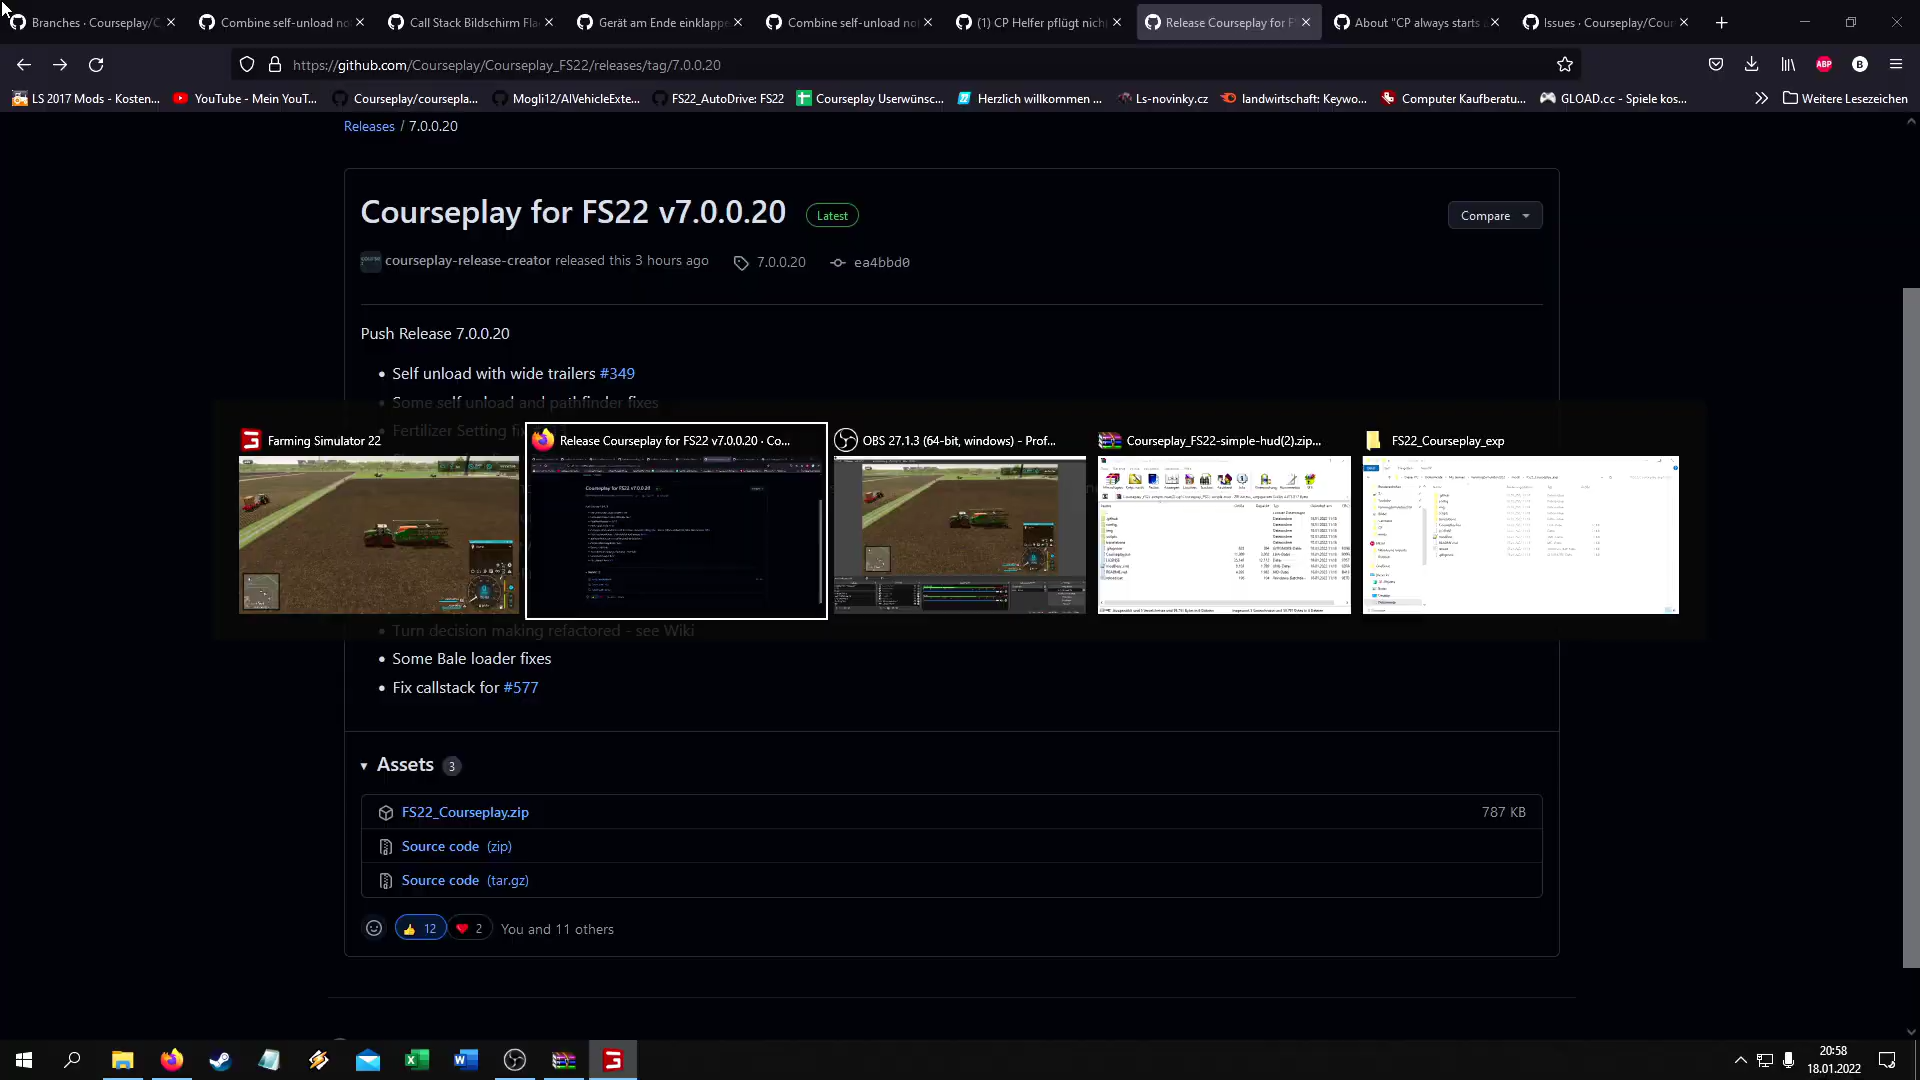 Branches · Courseplay/C
Combine self-unload no
Call Stack Bildschirm Fla
Gerät am Ende einklappe
Combine self-unload no
(1) CP Helfer pflügt nich
Release Courseplay for F
About "CP always starts
Issues · Courseplay/Cour
https://github.com/Courseplay/Courseplay_FS22/releases/tag/7.0.0.20
ABP
B
LS 2017 Mods - Kosten...
YouTube - Mein YouT...
Courseplay/coursepla...
Mogli12/AIVehicleExte...
FS22_AutoDrive: FS22
Courseplay Userwünsc...
Herzlich willkommen ...
Ls-novinky.cz
landwirtschaft: Keywo...
Computer Kaufberatu...
GLOAD.cc - Spiele kos...
Weitere Lesezeichen
Releases / 7.0.0.20
Courseplay for FS22 v7.0.0.20
Latest
Compare
courseplay-release-creator released this 3 hours ago
7.0.0.20
ea4bbd0
Push Release 7.0.0.20
• Self unload with wide trailers #349
• Some self unload and pathfinder fixes
• Fertilizer Setting
Farming Simulator 22
Release Courseplay for FS22 v7.0.0.20 · Co...
OBS 27.1.3 (64-bit, windows) - Prof...
Courseplay_FS22-simple-hud(2).zip...
FS22_Courseplay_exp
• Turn decision making refactored - see Wiki
• Some Bale loader fixes
• Fix callstack for #577
Assets 3
FS22_Courseplay.zip
787 KB
Source code (zip)
Source code (tar.gz)
12
2
You and 11 others
20:58
18.01.2022